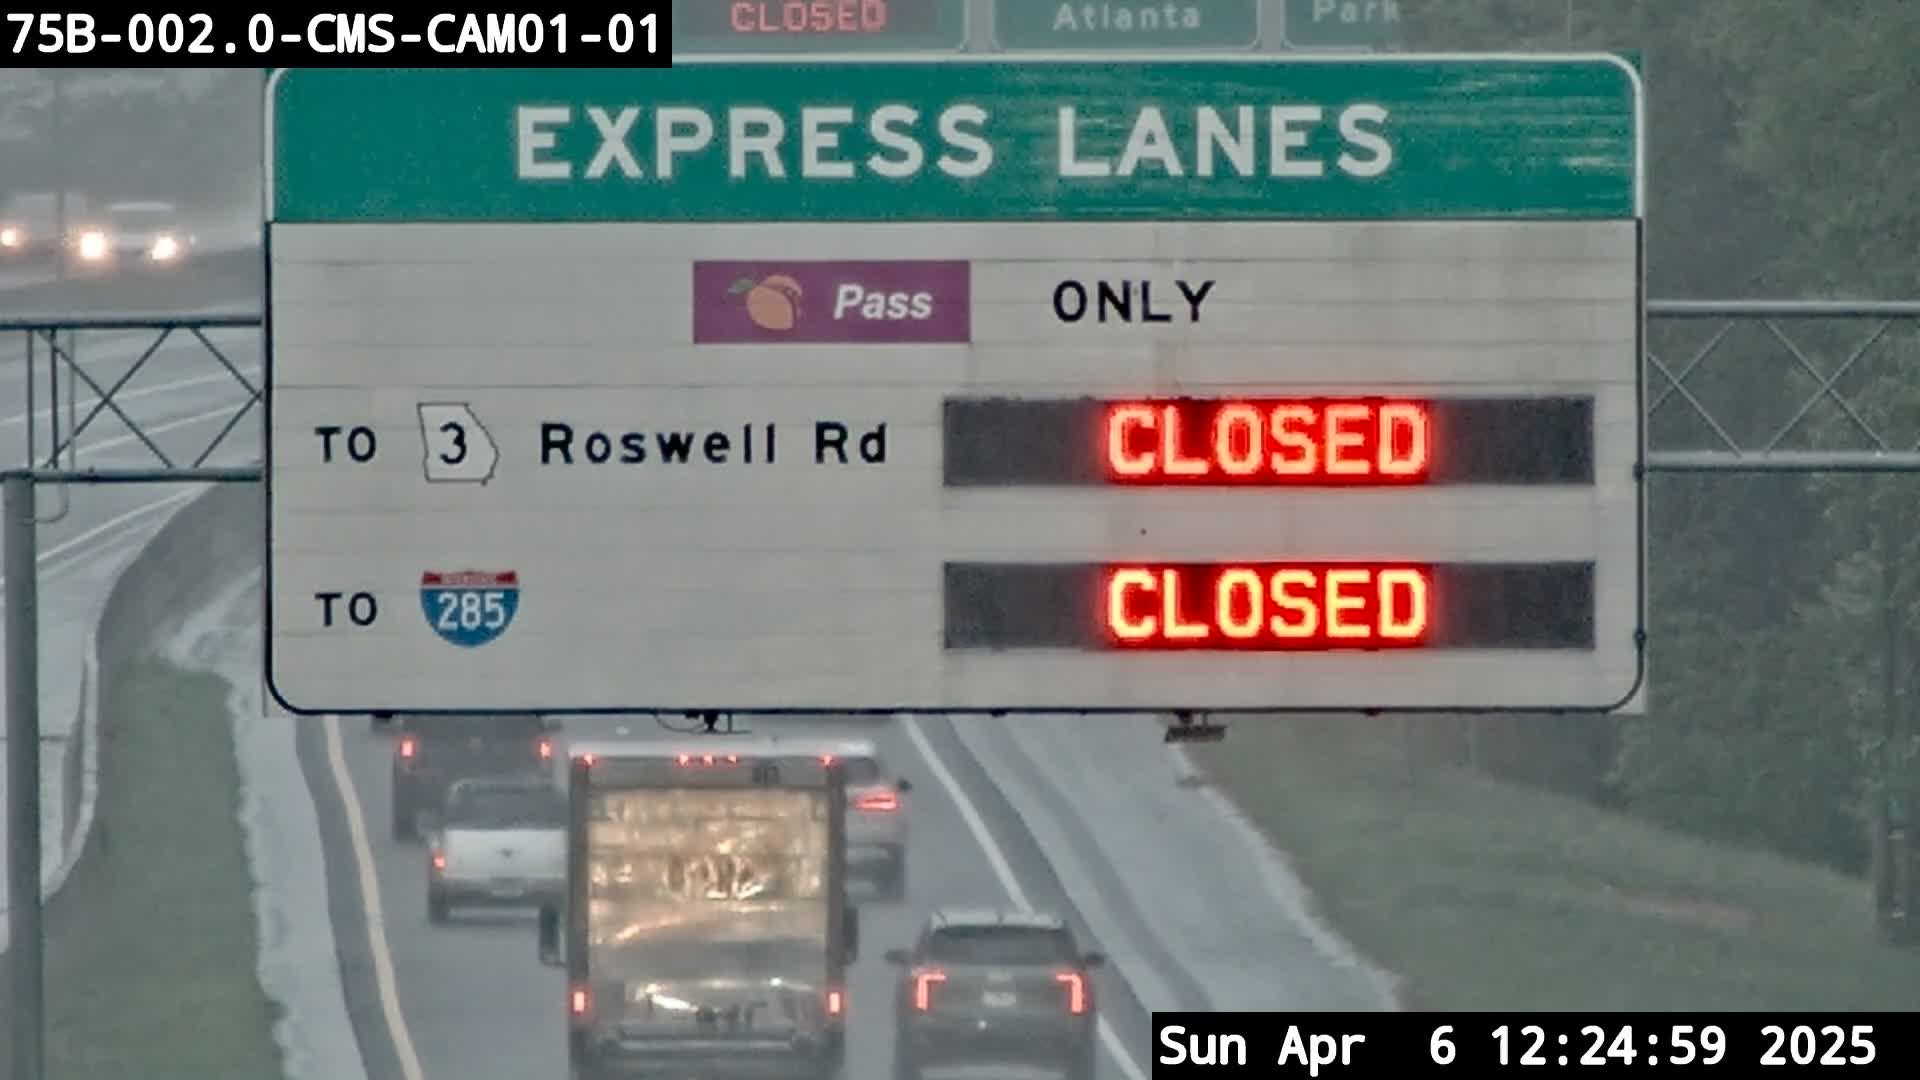 75B-002.0-CMS-CAM01-01
CLOSED
Atlanta
Park
EXPRESS LANES
Pass ONLY
TO 3 Roswell Rd CLOSED
TO 285 CLOSED
Sun Apr 6 12:24:59 2025